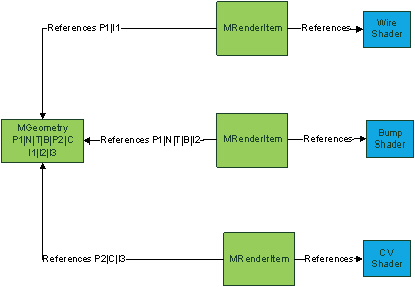 References P1|I1
MRenderItem
References
Wire
Shader
MGeometry
P1|N|T|B|P2|C
I1|I2|I3
References P1|N|T|B||I2
MRenderItem
References
Bump
Shader
References P2|C|I3
MRenderItem
References
CV
Shader